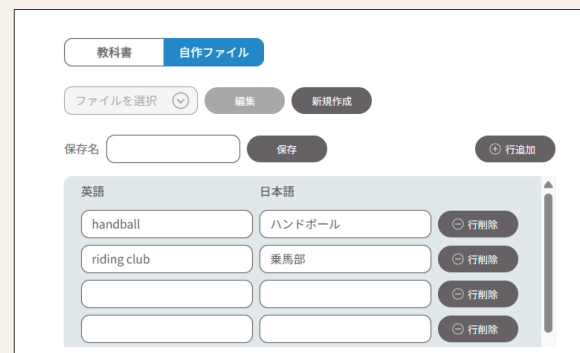 教科書 自作ファイル
ファイルを選択 編集 新規作成
保存名 保存 行追加
英語 日本語
handball ハンドボール 行削除
riding club 乗馬部 行削除
行削除
行削除